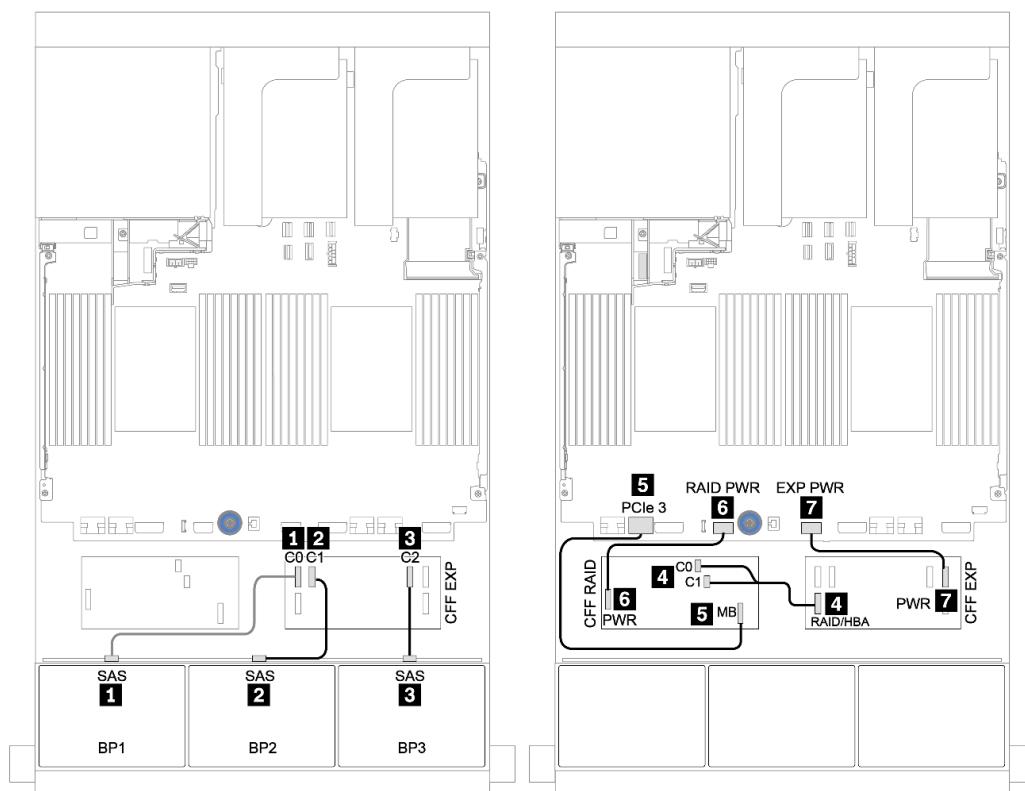 1 2 3
C0 C1 C2
CFF EXP
SAS SAS SAS
1 2 3
BP1 BP2 BP3
5 RAID PWR EXP PWR
PCIe 3 6 7
CFF RAID
C0
4 C1
6 5 MB
PWR
4 PWR 7
RAID/HBA
CFF EXP